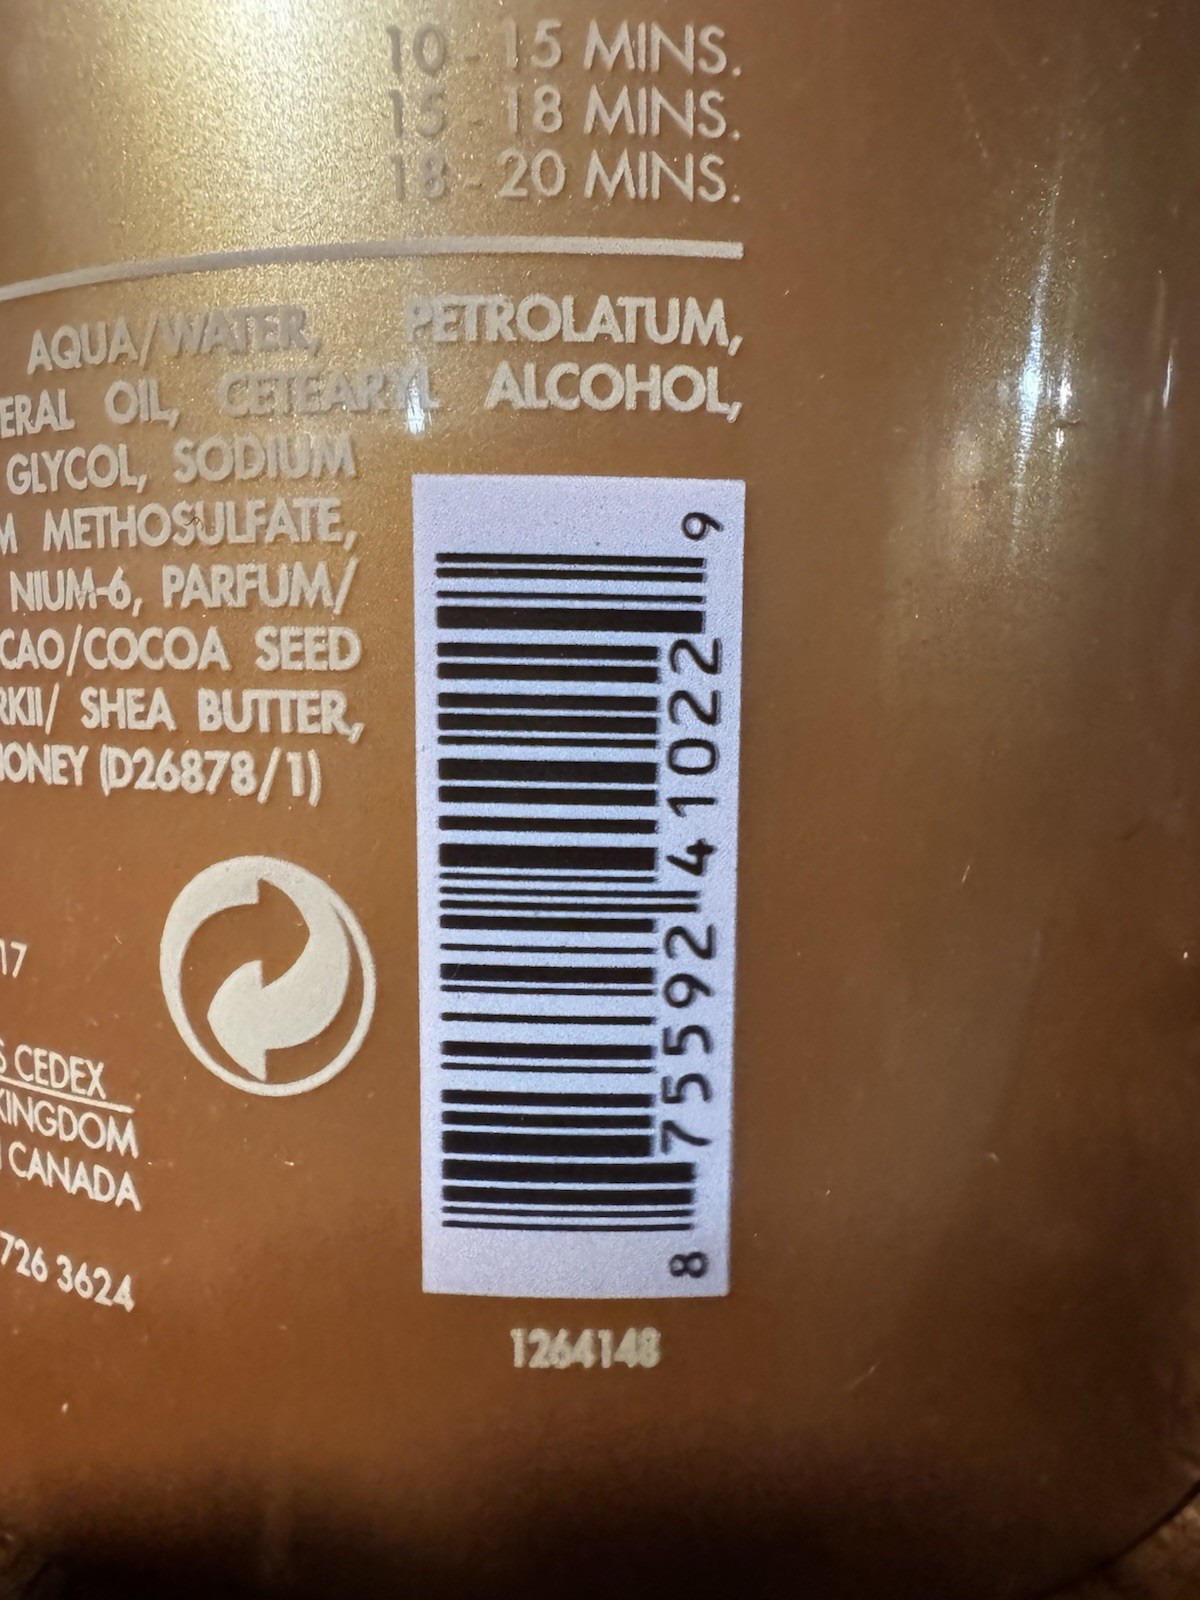 10 - 15 MINS.
15 - 18 MINS.
18 - 20 MINS.
AQUA/WATER, PETROLATUM,
ERAL OIL, CETEARYL ALCOHOL,
GLYCOL, SODIUM
M METHOSULFATE,
NIUM-6, PARFUM/
CAO/COCOA SEED
RKII/ SHEA BUTTER,
HONEY (D26878/1)
17
S CEDEX
KINGDOM
CANADA
726 3624
8 75592 41022 9
1264148